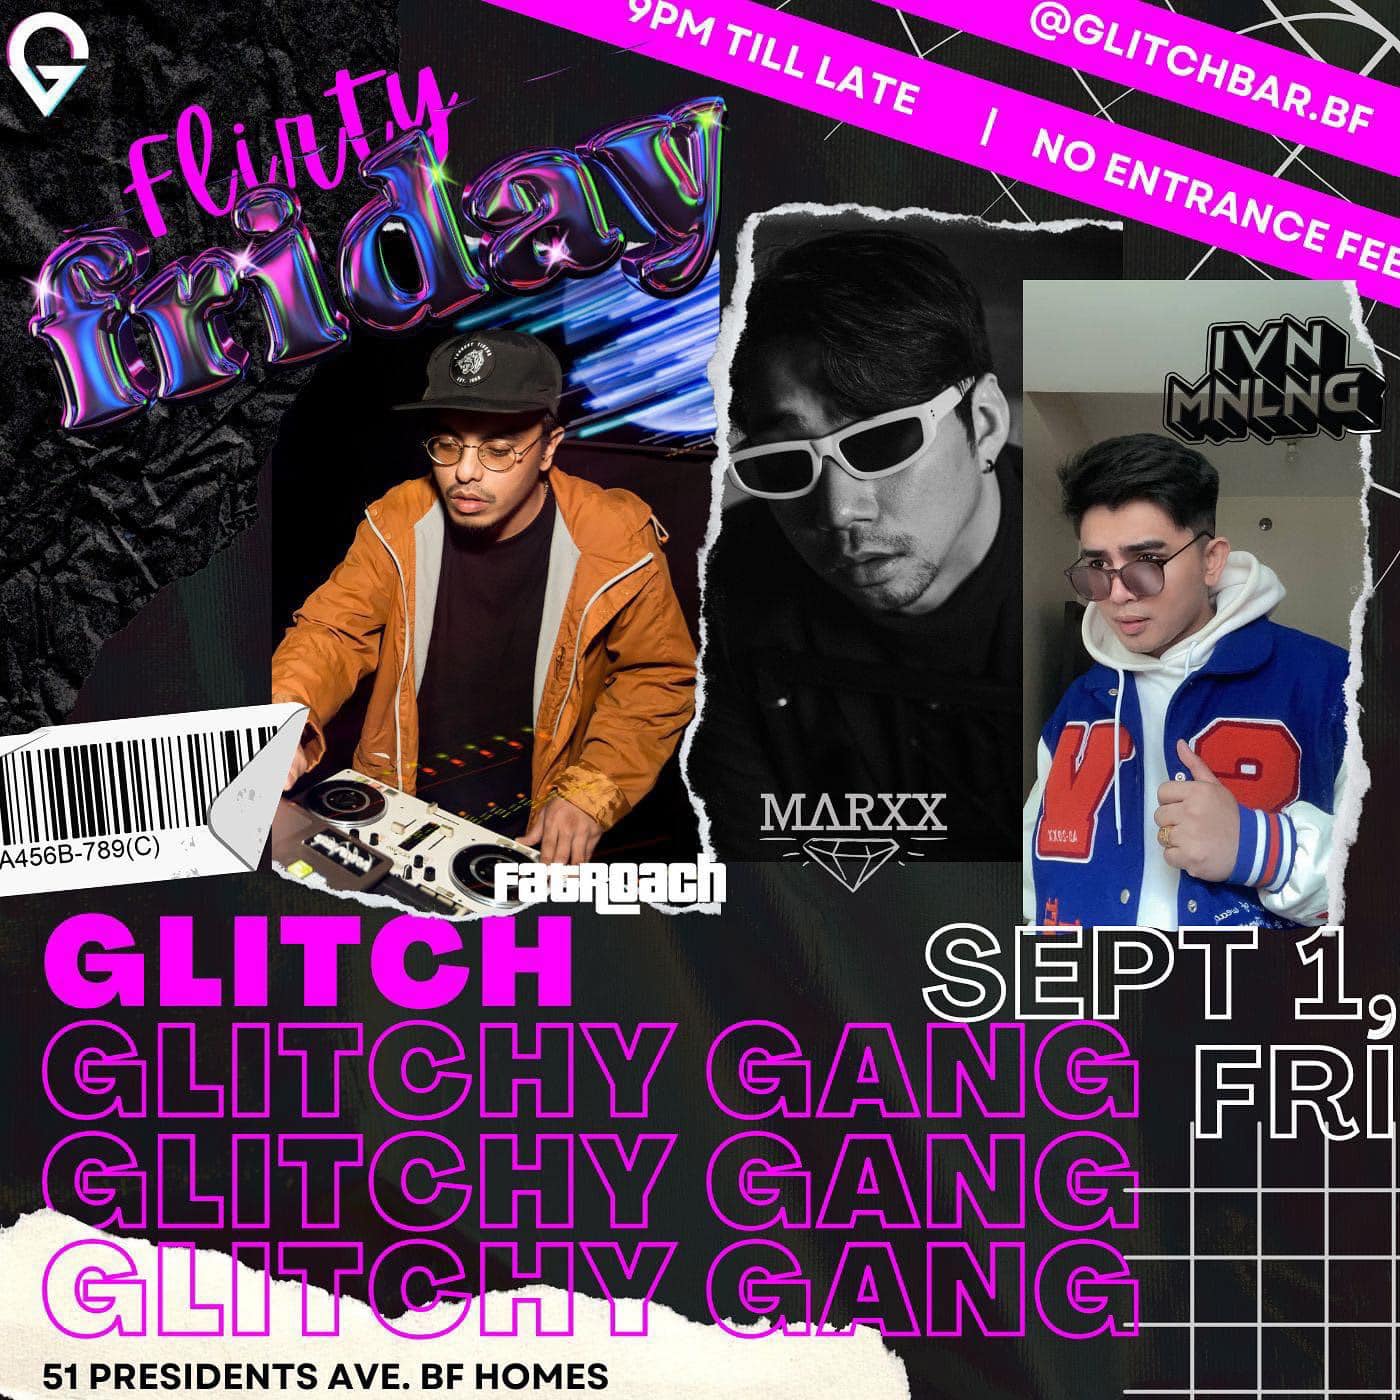 @GLITCHBAR.BF
9PM TILL LATE | NO ENTRANCE FEE
Flirty
friday
IVN
MNLNG
MARXX
A456B-789(C)
FATROACH
GLITCH
SEPT 1,
FRI
GLITCHY GANG
GLITCHY GANG
GLITCHY GANG
51 PRESIDENTS AVE. BF HOMES